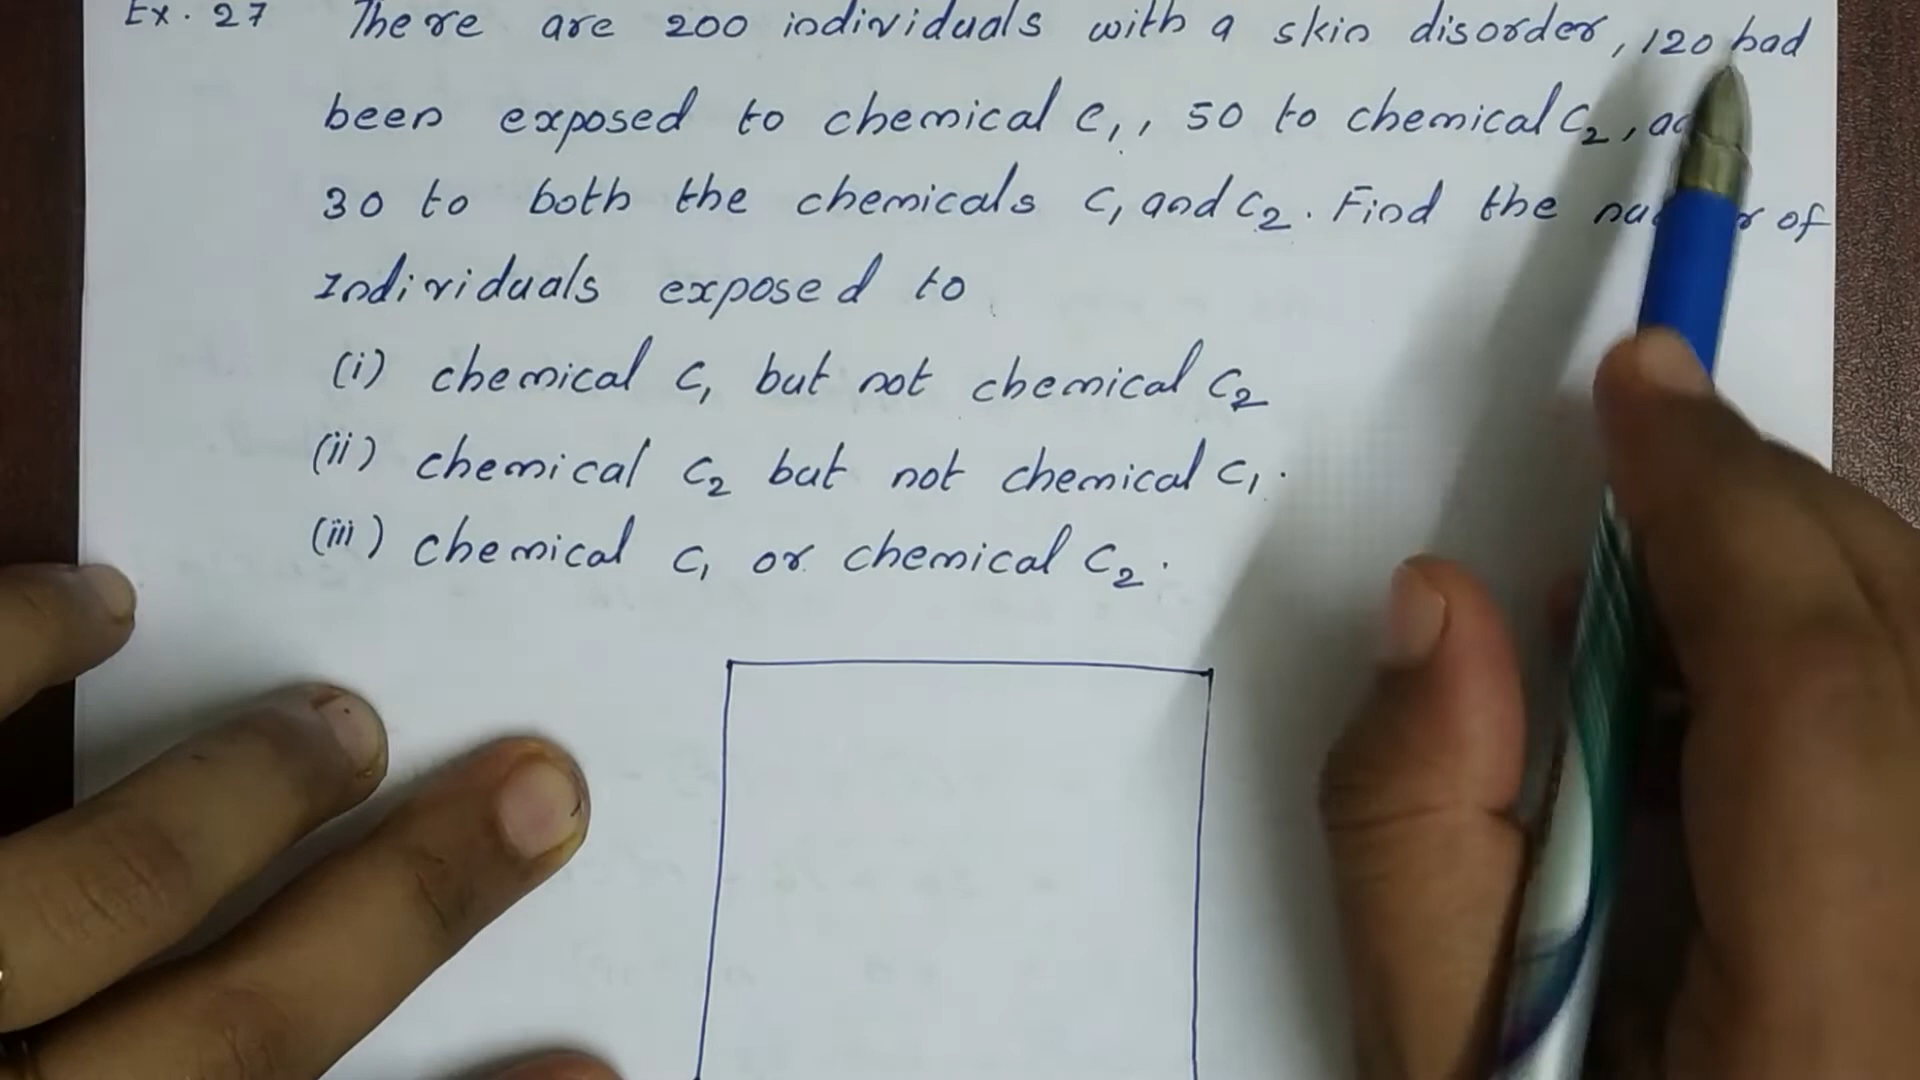 Ex. 27 There are 200 individuals with a skin disorder, 120 had
been exposed to chemical C₁, 50 to chemical C₂,
30 to both the chemicals C₁ and C₂. Find the of
Individuals exposed to
(i) chemical C₁ but not chemical C₂
(ii) chemical C₂ but not chemical C₁.
(iii) chemical C₁ or chemical C₂.